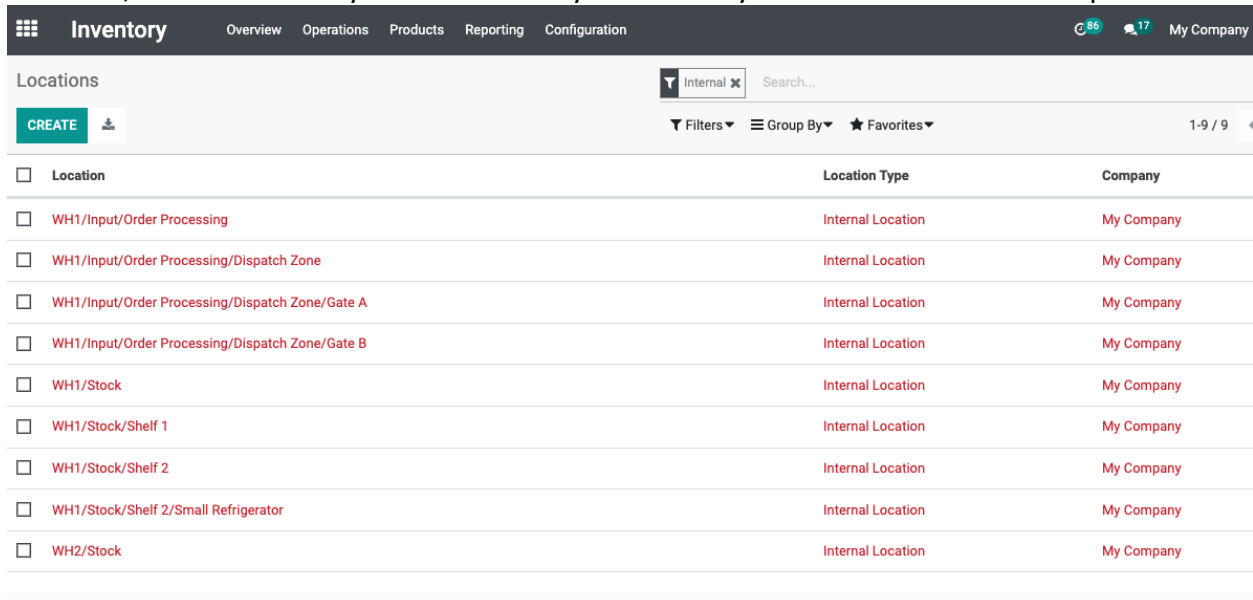 Inventory Overview Operations Products Reporting Configuration 86 17 My Company
Locations Internal Search...
CREATE Filters Group By Favorites 1-9 / 9
Location Location Type Company
WH1/Input/Order Processing Internal Location My Company
WH1/Input/Order Processing/Dispatch Zone Internal Location My Company
WH1/Input/Order Processing/Dispatch Zone/Gate A Internal Location My Company
WH1/Input/Order Processing/Dispatch Zone/Gate B Internal Location My Company
WH1/Stock Internal Location My Company
WH1/Stock/Shelf 1 Internal Location My Company
WH1/Stock/Shelf 2 Internal Location My Company
WH1/Stock/Shelf 2/Small Refrigerator Internal Location My Company
WH2/Stock Internal Location My Company